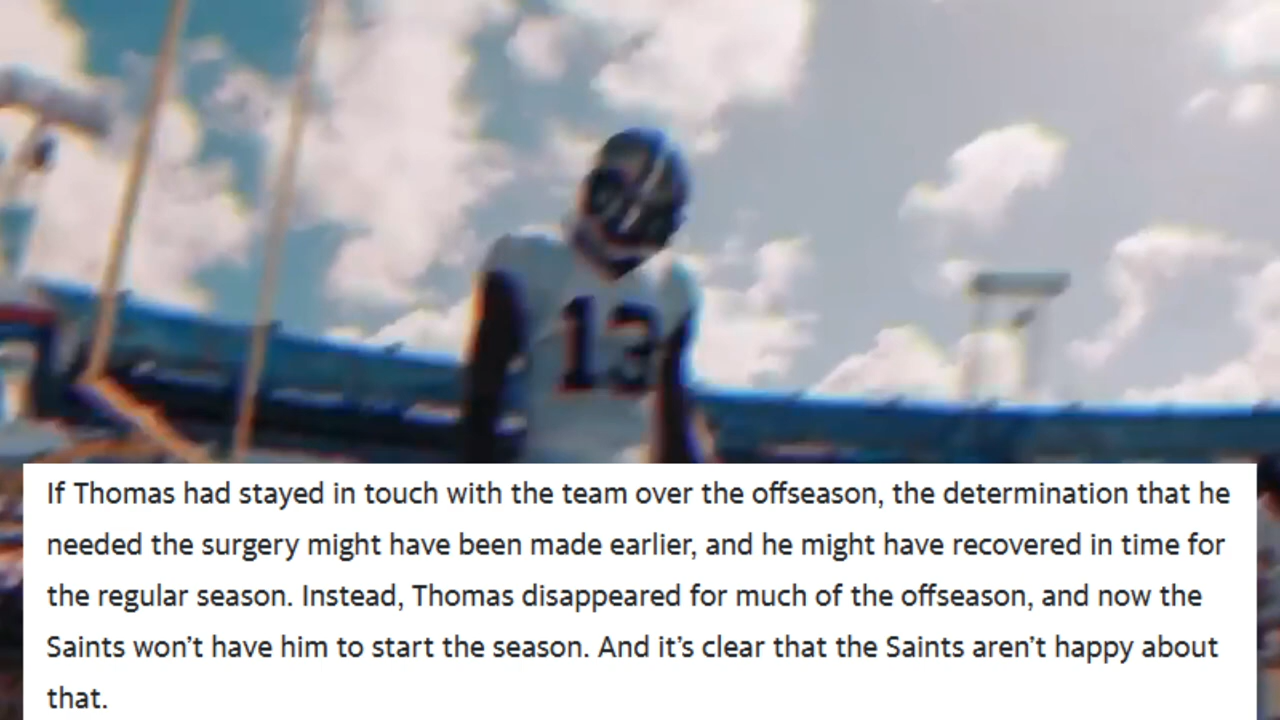 13
If Thomas had stayed in touch with the team over the offseason, the determination that he
needed the surgery might have been made earlier, and he might have recovered in time for
the regular season. Instead, Thomas disappeared for much of the offseason, and now the
Saints won’t have him to start the season. And it’s clear that the Saints aren’t happy about
that.